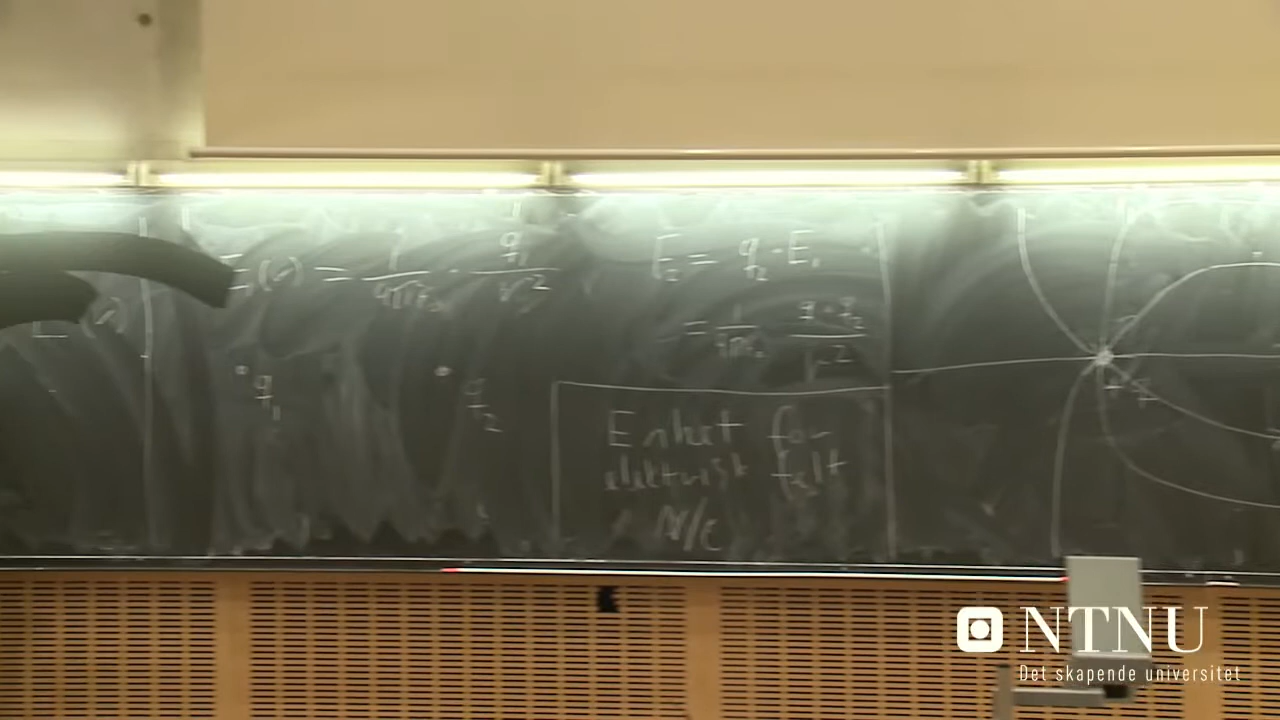 E(r) = 1/4πε₀ · q₁/r²
q₁
q₂
F₂ = q₂ · E₁
= 1/4πε₀ q₁·q₂/r²
Enhet for
elektrisk felt
N/C
NTNU
Det skapende universitet